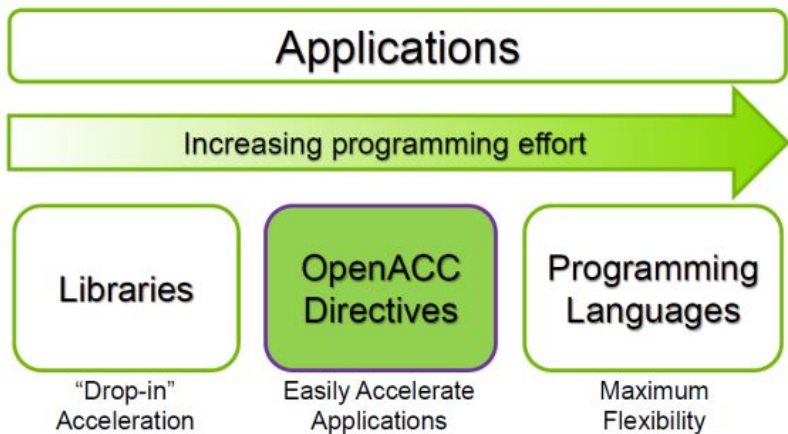 Applications
Increasing programming effort
Libraries
OpenACC
Directives
Programming
Languages
“Drop-in”
Acceleration
Easily Accelerate
Applications
Maximum
Flexibility